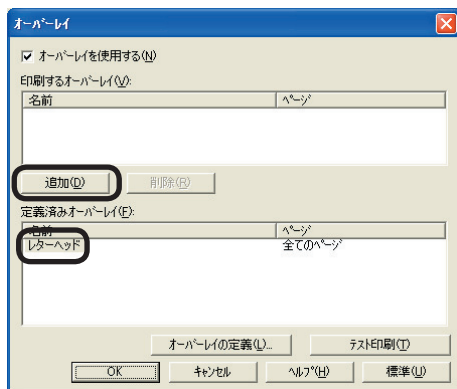 オーバーレイ
オーバーレイを使用する(N)
印刷するオーバーレイ(V):
名前 ページ
追加(D) 削除(R)
定義済みオーバーレイ(F):
名前 ページ
レターヘッド 全てのページ
オーバーレイの定義(L)... テスト印刷(T)
OK キャンセル ヘルプ(H) 標準(U)